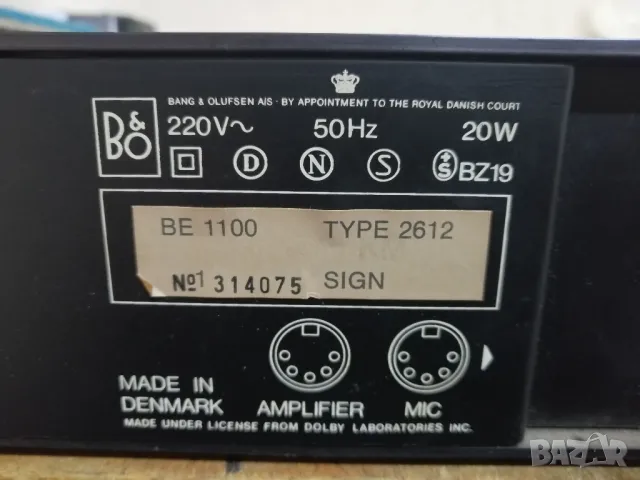 BANG & OLUFSEN A/S · BY APPOINTMENT TO THE ROYAL DANISH COURT
B&O
220V~ 50Hz 20W
D N S +S BZ19
BE 1100 TYPE 2612
Nº1 314075 SIGN
MADE IN
DENMARK AMPLIFIER MIC
MADE UNDER LICENSE FROM DOLBY LABORATORIES INC.
BAZAR.bg